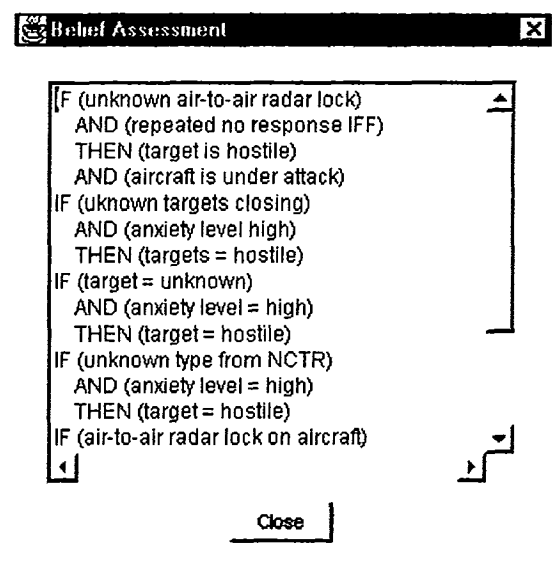 Belief Assessment
IF (unknown air-to-air radar lock)
AND (repeated no response IFF)
THEN (target is hostile)
AND (aircraft is under attack)
IF (uknown targets closing)
AND (anxiety level high)
THEN (targets = hostile)
IF (target = unknown)
AND (anxiety level = high)
THEN (target = hostile)
IF (unknown type from NCTR)
AND (anxiety level = high)
THEN (target = hostile)
IF (air-to-air radar lock on aircraft)
Close